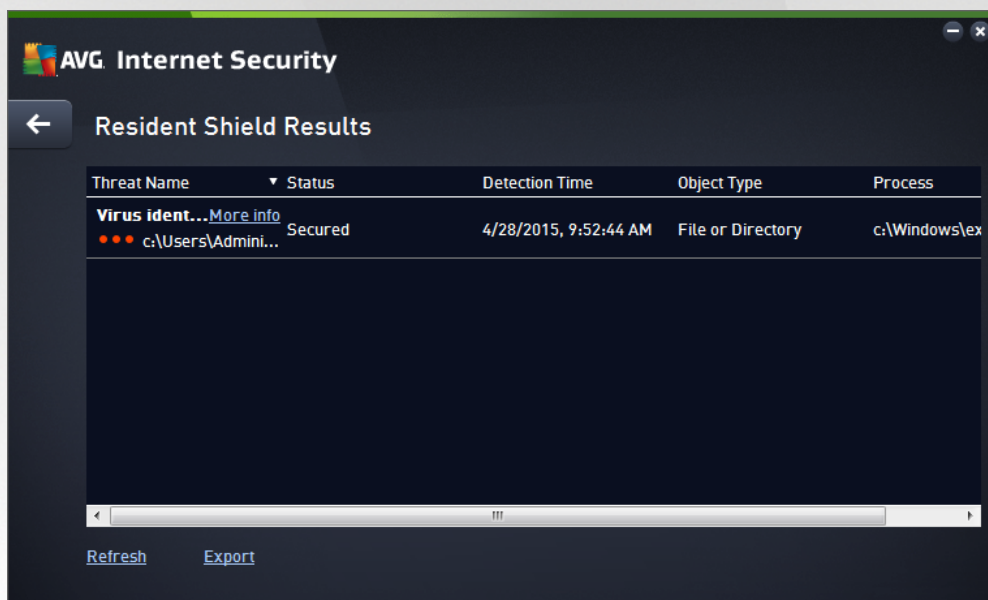 AVG Internet Security
Resident Shield Results
Threat Name Status Detection Time Object Type Process
Virus ident...More info
c:\Users\Admini... Secured 4/28/2015, 9:52:44 AM File or Directory c:\Windows\ex
Refresh Export